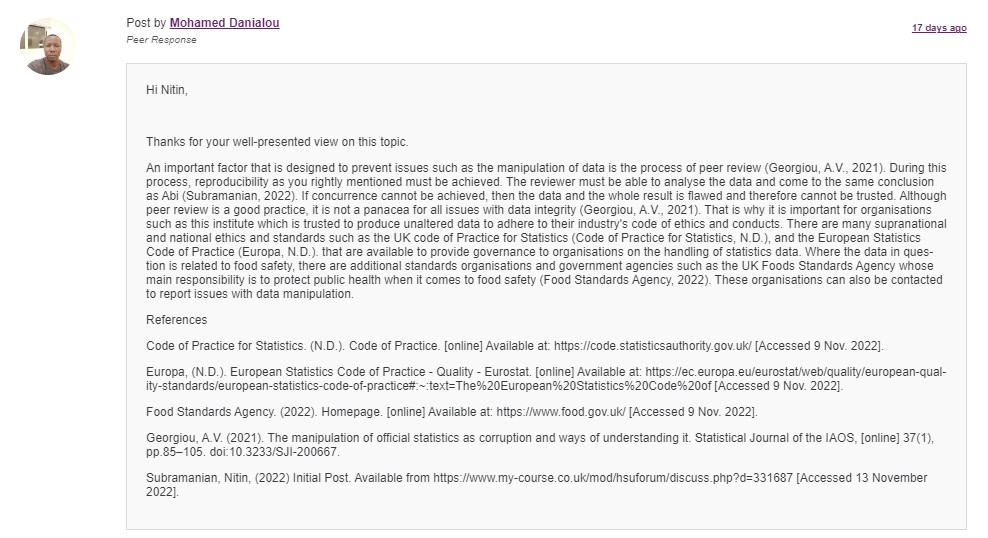 Post by Mohamed Danialou
17 days ago
Peer Response
Hi Nitin,
Thanks for your well-presented view on this topic.
An important factor that is designed to prevent issues such as the manipulation of data is the process of peer review (Georgiou, A.V., 2021). During this
process, reproducibility as you rightly mentioned must be achieved. The reviewer must be able to analyse the data and come to the same conclusion
as Abi (Subramanian, 2022). If concurrence cannot be achieved, then the data and the whole result is flawed and therefore cannot be trusted. Although
peer review is a good practice, it is not a panacea for all issues with data integrity (Georgiou, A.V., 2021). That is why it is important for organisations
such as this institute which is trusted to produce unaltered data to adhere to their industry's code of ethics and conducts. There are many supranational
and national ethics and standards such as the UK code of Practice for Statistics (Code of Practice for Statistics, N.D.), and the European Statistics
Code of Practice (Europa, N.D.). that are available to provide governance to organisations on the handling of statistics data. Where the data in ques-
tion is related to food safety, there are additional standards organisations and government agencies such as the UK Foods Standards Agency whose
main responsibility is to protect public health when it comes to food safety (Food Standards Agency, 2022). These organisations can also be contacted
to report issues with data manipulation.
References
Code of Practice for Statistics. (N.D.). Code of Practice. [online] Available at: https://code.statisticsauthority.gov.uk/ [Accessed 9 Nov. 2022].
Europa, (N.D.). European Statistics Code of Practice - Quality - Eurostat. [online] Available at: https://ec.europa.eu/eurostat/web/quality/european-qual-
ity-standards/european-statistics-code-of-practice#:~:text=The%20European%20Statistics%20Code%20of [Accessed 9 Nov. 2022].
Food Standards Agency. (2022). Homepage. [online] Available at: https://www.food.gov.uk/ [Accessed 9 Nov. 2022].
Georgiou, A.V. (2021). The manipulation of official statistics as corruption and ways of understanding it. Statistical Journal of the IAOS, [online] 37(1),
pp.85–105. doi:10.3233/SJI-200667.
Subramanian, Nitin, (2022) Initial Post. Available from https://www.my-course.co.uk/mod/hsuforum/discuss.php?d=331687 [Accessed 13 November
2022].